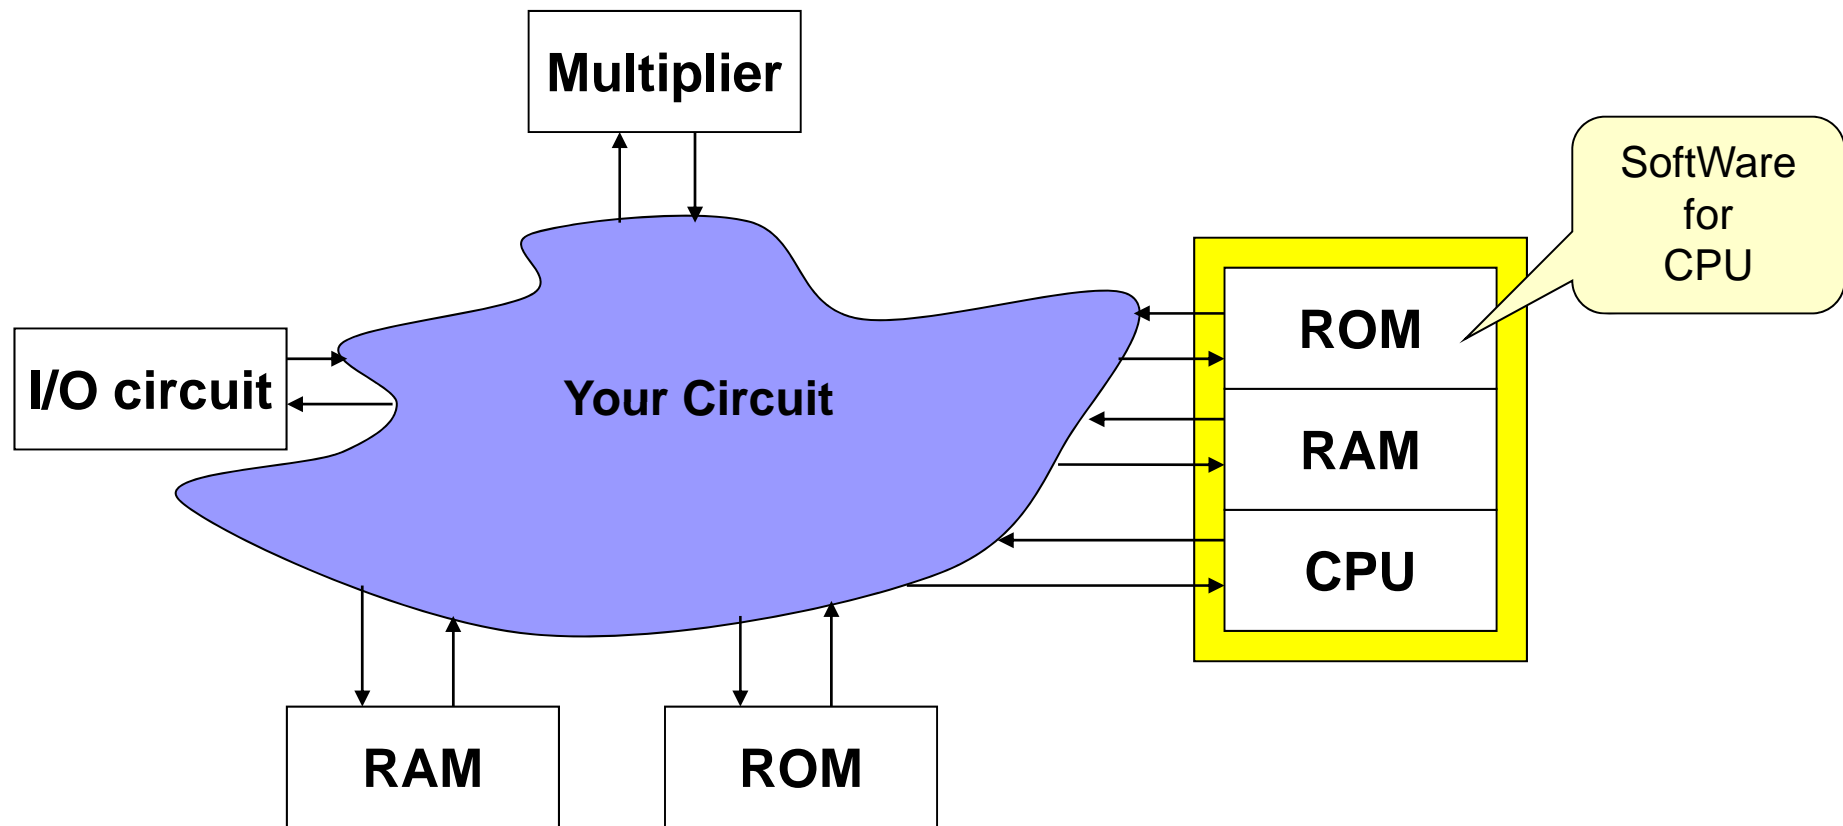 Multiplier
SoftWare
for
CPU
ROM
I/O circuit
Your Circuit
RAM
CPU
RAM
ROM